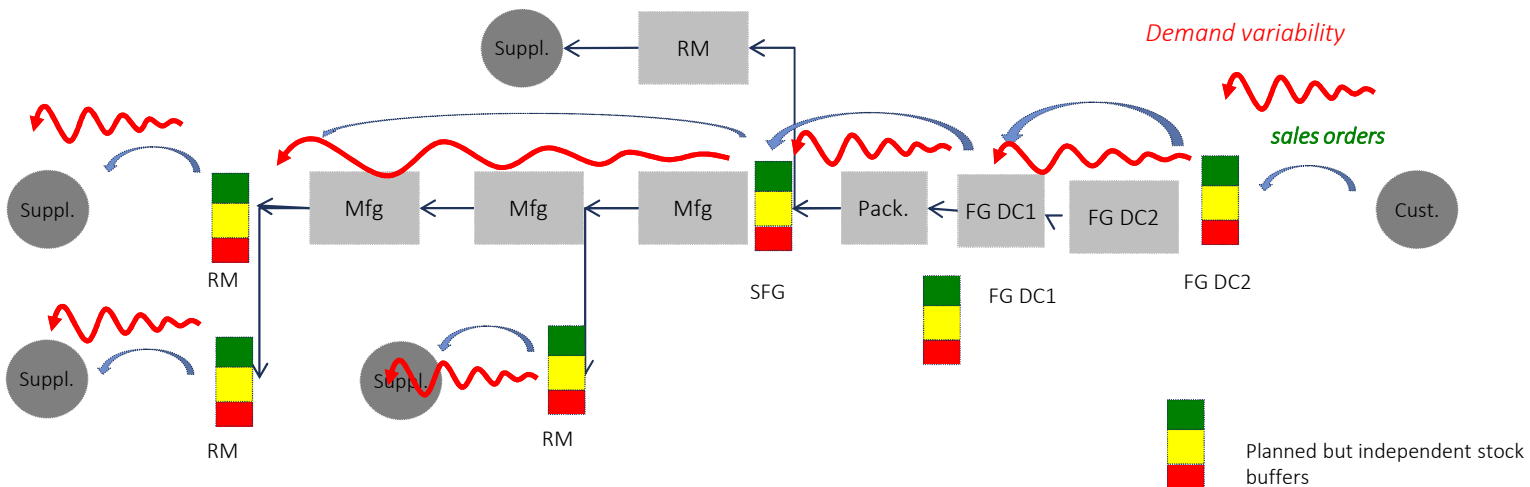 Demand variability
Suppl.
RM
sales orders
Suppl.
Mfg
Mfg
Mfg
Pack.
FG DC1
FG DC2
Cust.
RM
SFG
FG DC1
FG DC2
Suppl.
Suppl.
RM
RM
Planned but independent stock
buffers